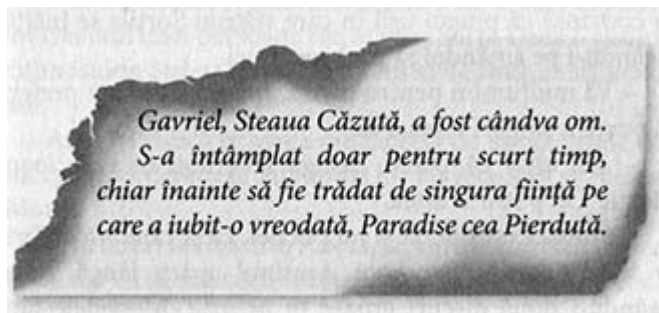 Gavriel, Steaua Căzută, a fost cândva om.
S-a întâmplat doar pentru scurt timp,
chiar înainte să fie trădat de singura ființă pe
care a iubit-o vreodată, Paradise cea Pierdută.